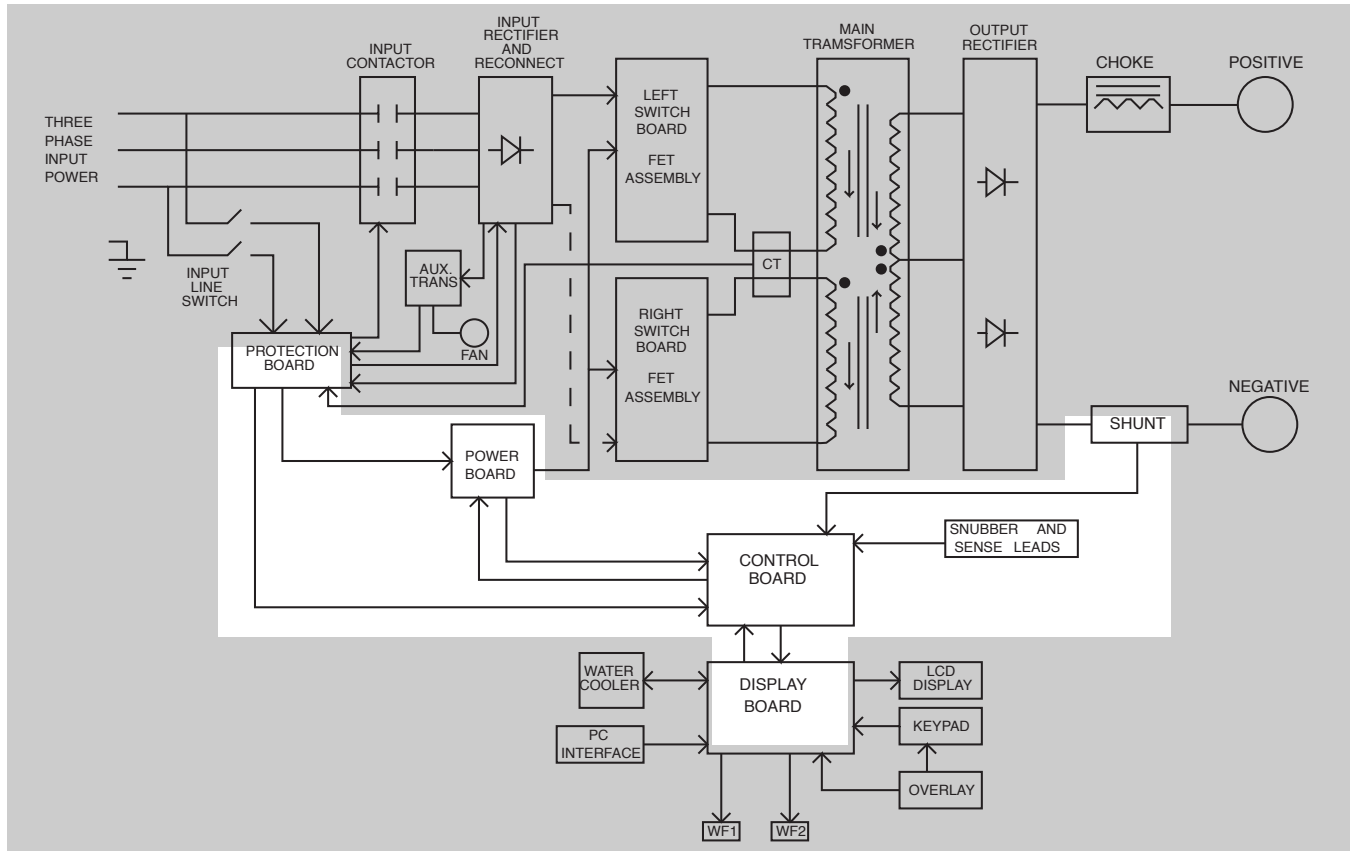 INPUT
CONTACTOR
INPUT
RECTIFIER
AND
RECONNECT
MAIN
TRAMSFORMER
OUTPUT
RECTIFIER
CHOKE
POSITIVE
THREE
PHASE
INPUT
POWER
LEFT
SWITCH
BOARD
FET
ASSEMBLY
INPUT
LINE
SWITCH
AUX.
TRANS
FAN
CT
PROTECTION
BOARD
RIGHT
SWITCH
BOARD
FET
ASSEMBLY
NEGATIVE
SHUNT
POWER
BOARD
CONTROL
BOARD
SNUBBER AND
SENSE LEADS
WATER
COOLER
PC
INTERFACE
DISPLAY
BOARD
LCD
DISPLAY
KEYPAD
OVERLAY
WF1
WF2